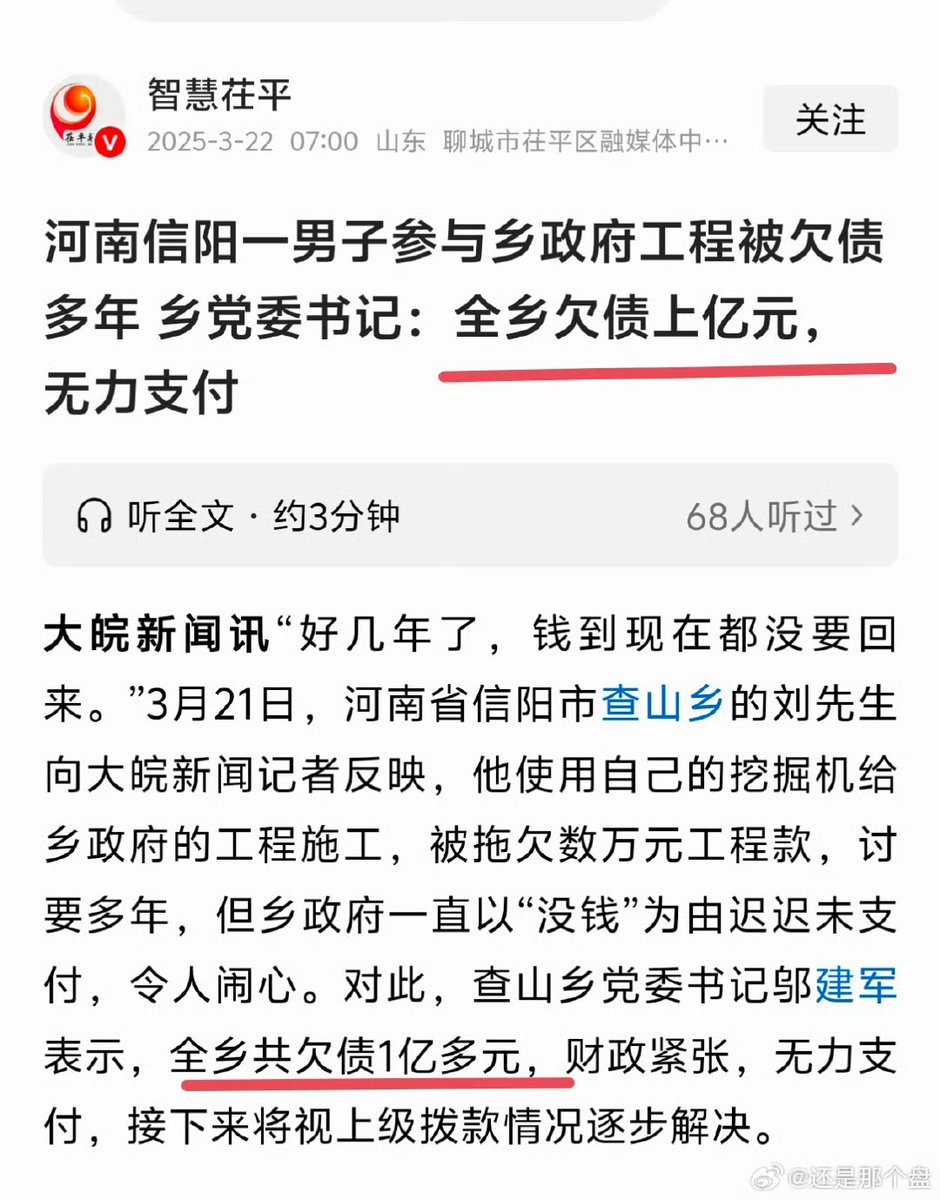 智慧茌平
2025-3-22 07:00 山东 聊城市茌平区融媒体中…
关注
河南信阳一男子参与乡政府工程被欠债
多年 乡党委书记：全乡欠债上亿元，
无力支付
听全文 · 约3分钟
68人听过
大皖新闻讯“好几年了，钱到现在都没要回
来。”3月21日，河南省信阳市查山乡的刘先生
向大皖新闻记者反映，他使用自己的挖掘机给
乡政府的工程施工，被拖欠数万元工程款，讨
要多年，但乡政府一直以“没钱”为由迟迟未支
付，令人闹心。对此，查山乡党委书记邬建军
表示，全乡共欠债1亿多元，财政紧张，无力支
付，接下来将视上级拨款情况逐步解决。
@还是那个盘